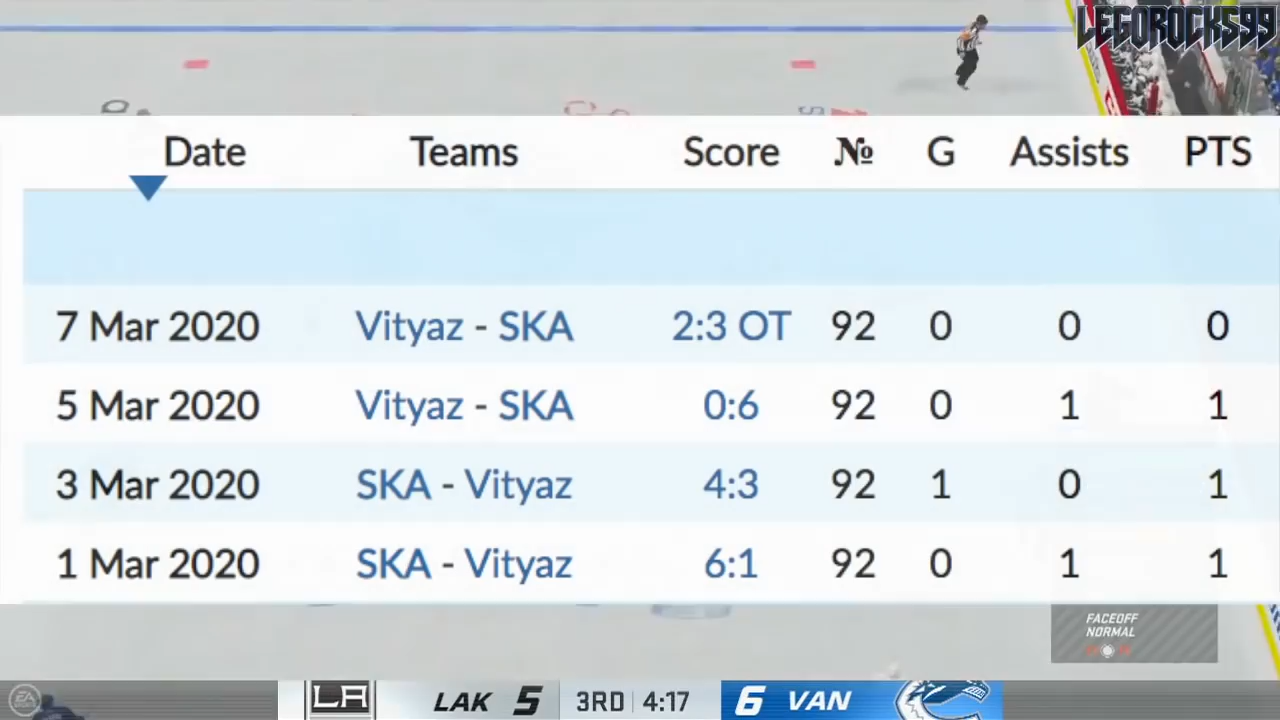 LEGOROCKS99
Date Teams Score № G Assists PTS
7 Mar 2020 Vityaz - SKA 2:3 OT 92 0 0 0
5 Mar 2020 Vityaz - SKA 0:6 92 0 1 1
3 Mar 2020 SKA - Vityaz 4:3 92 1 0 1
1 Mar 2020 SKA - Vityaz 6:1 92 0 1 1
FACEOFF
NORMAL
EA LA LAK 5 3RD 4:17 6 VAN